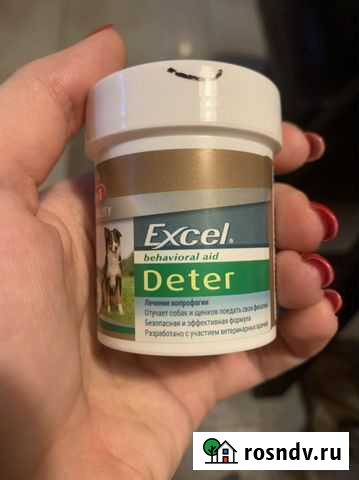 Excel®
behavioral aid
Deter
Лечение копрофагии
Отучает собак и щенков поедать свои фекалии
Безопасная и эффективная формула
Разработано с участием ветеринарных врачей
rosndv.ru